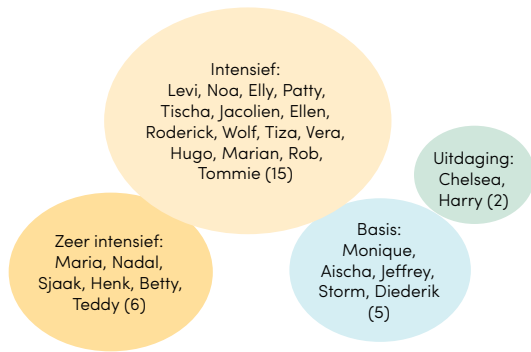 Intensief:
Levi, Noa, Elly, Patty,
Tischa, Jacolien, Ellen,
Roderick, Wolf, Tiza, Vera,
Hugo, Marian, Rob,
Tommie (15)
Uitdaging:
Chelsea,
Harry (2)
Zeer intensief:
Maria, Nadal,
Sjaak, Henk, Betty,
Teddy (6)
Basis:
Monique,
Aischa, Jeffrey,
Storm, Diederik
(5)